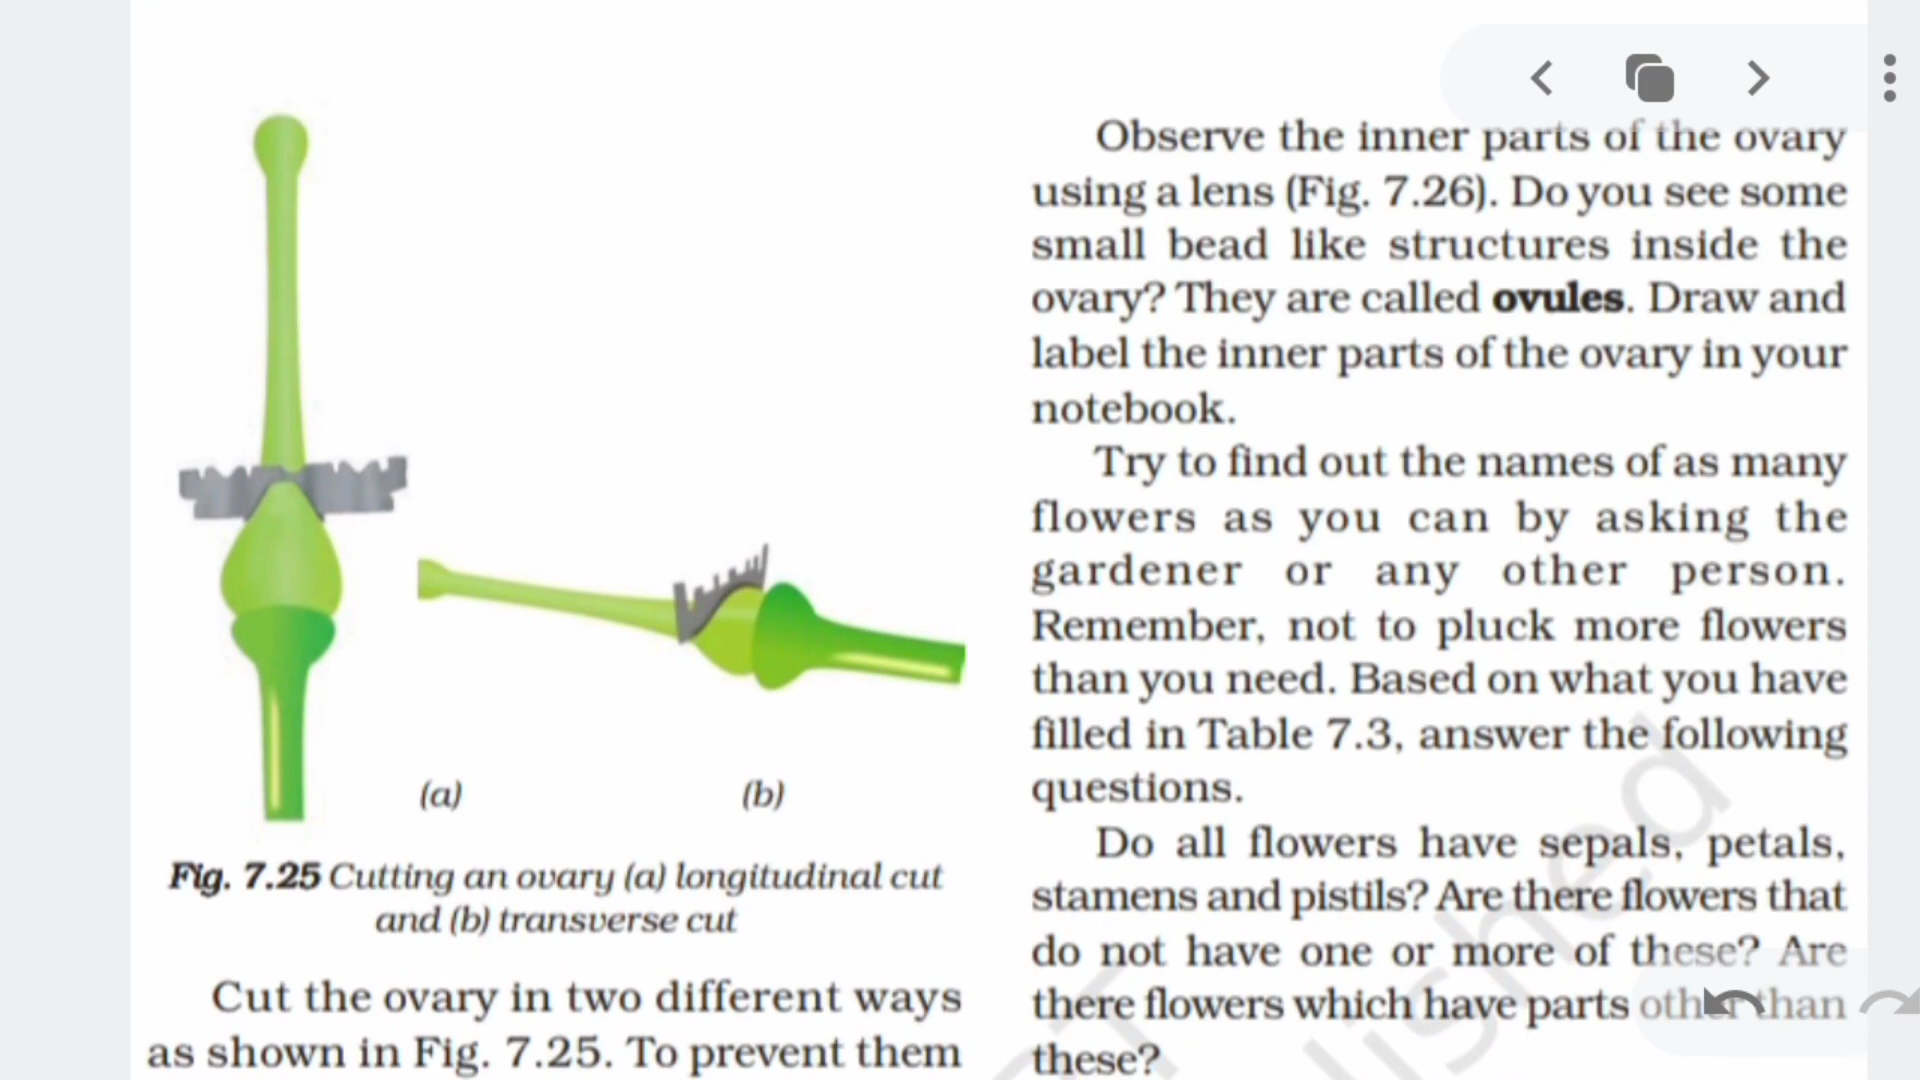 (a) (b)
Fig. 7.25 Cutting an ovary (a) longitudinal cut
and (b) transverse cut
Cut the ovary in two different ways
as shown in Fig. 7.25. To prevent them
Observe the inner parts of the ovary
using a lens (Fig. 7.26). Do you see some
small bead like structures inside the
ovary? They are called ovules. Draw and
label the inner parts of the ovary in your
notebook.
Try to find out the names of as many
flowers as you can by asking the
gardener or any other person.
Remember, not to pluck more flowers
than you need. Based on what you have
filled in Table 7.3, answer the following
questions.
Do all flowers have sepals, petals,
stamens and pistils? Are there flowers that
do not have one or more of these? Are
there flowers which have parts other than
these?